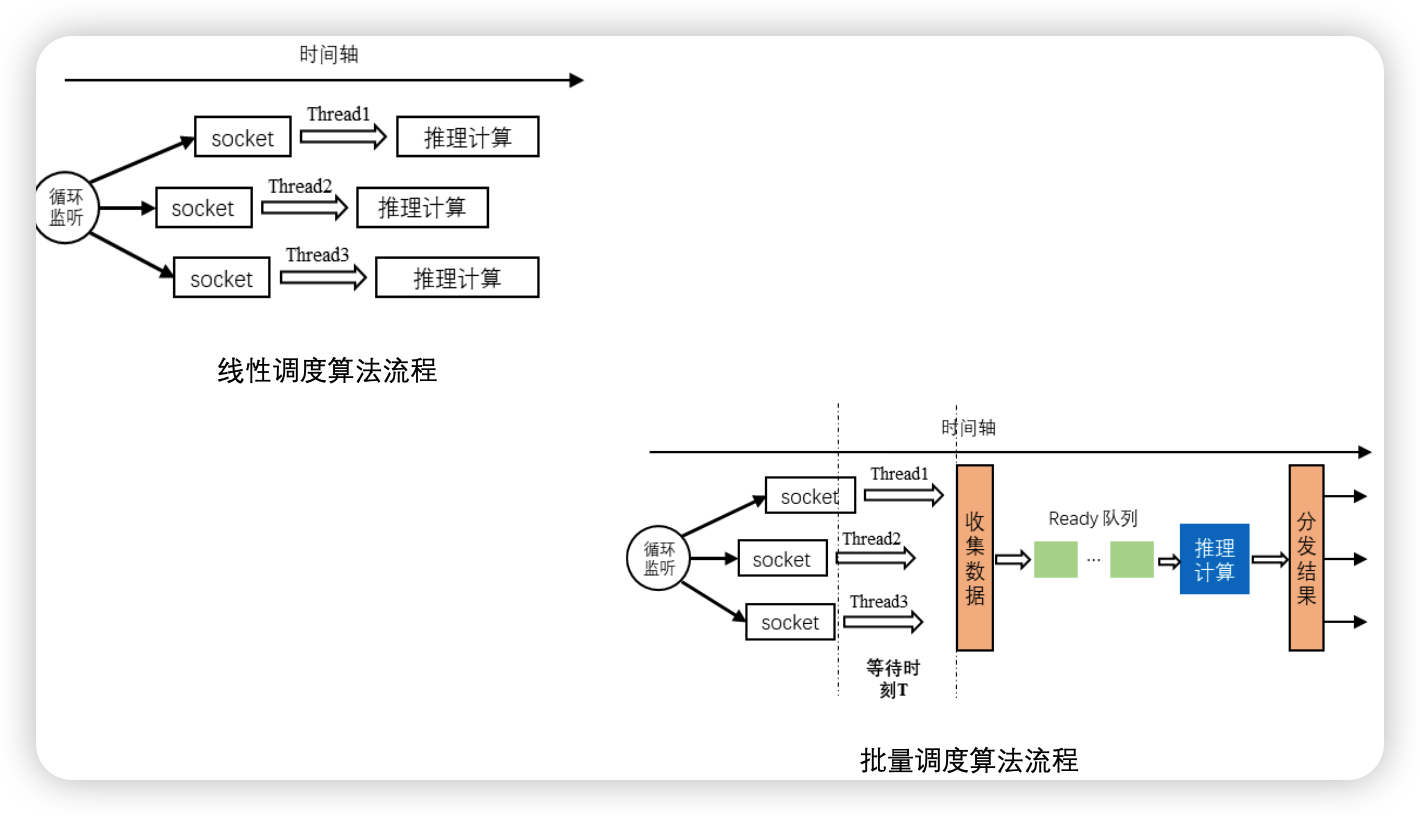 时间轴
Thread1
socket
推理计算
循环
监听
Thread2
socket
推理计算
Thread3
socket
推理计算
线性调度算法流程
时间轴
Thread1
socket
循环
监听
Thread2
socket
Thread3
socket
等待时
刻T
收
集
数
据
Ready 队列
...
推理
计算
分
发
结
果
批量调度算法流程